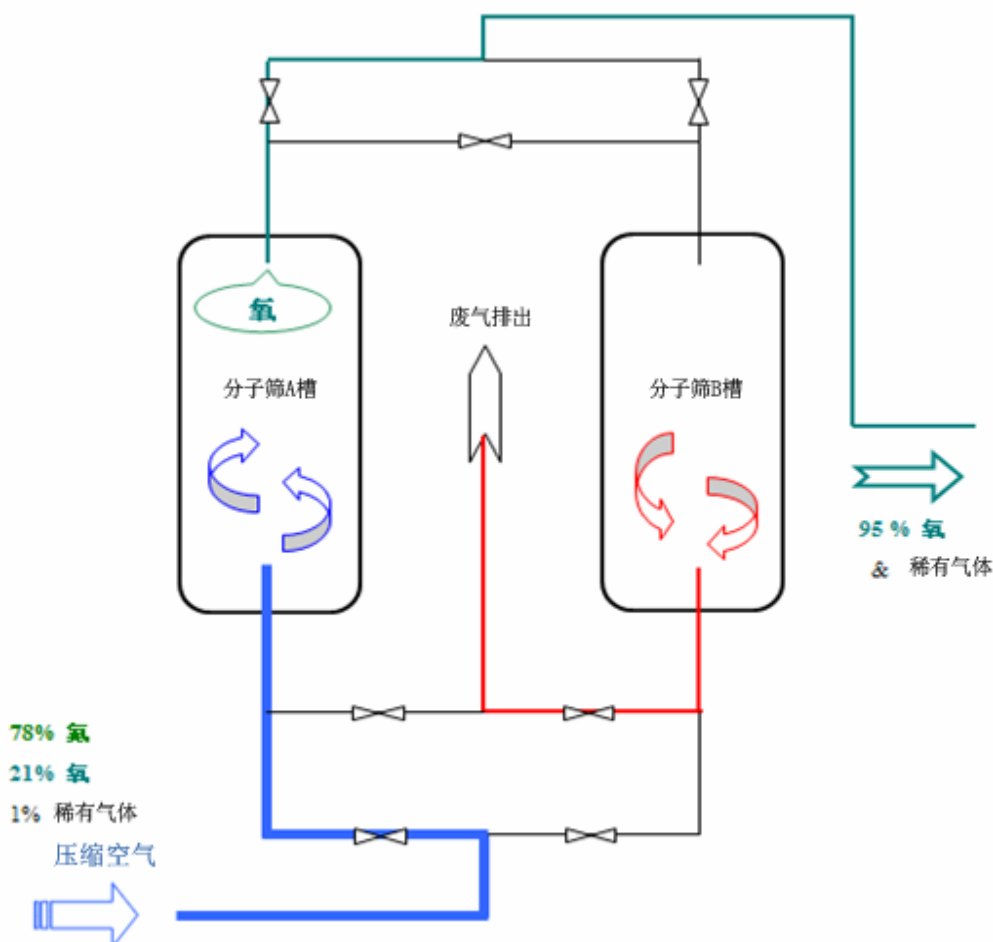 氧
废气排出
分子筛A槽
分子筛B槽
95 % 氧
& 稀有气体
78% 氮
21% 氧
1% 稀有气体
压缩空气